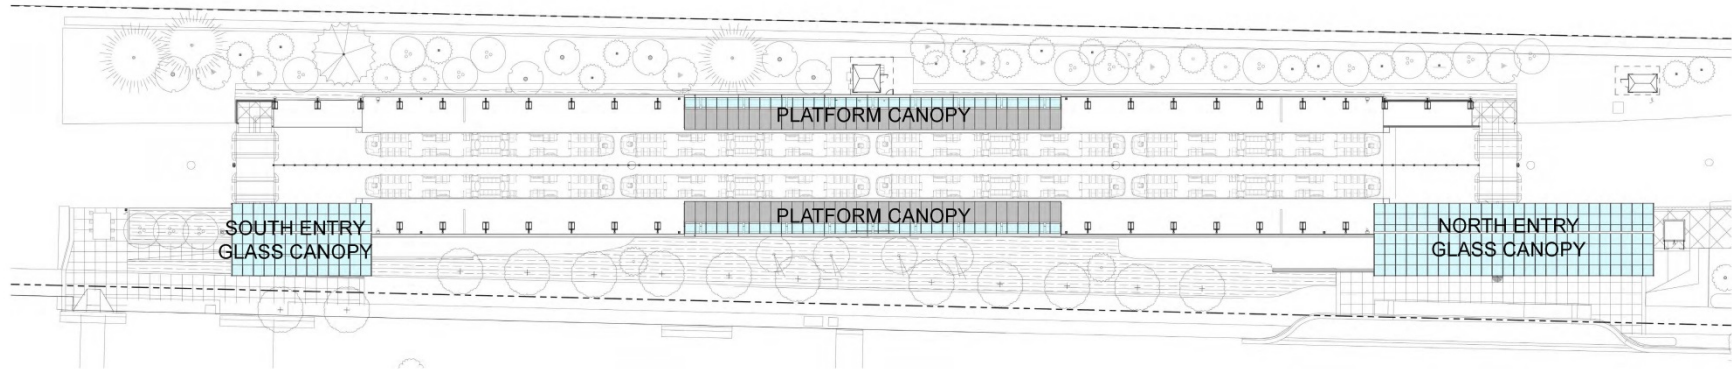 PLATFORM CANOPY
PLATFORM CANOPY
SOUTH ENTRY
GLASS CANOPY
NORTH ENTRY
GLASS CANOPY